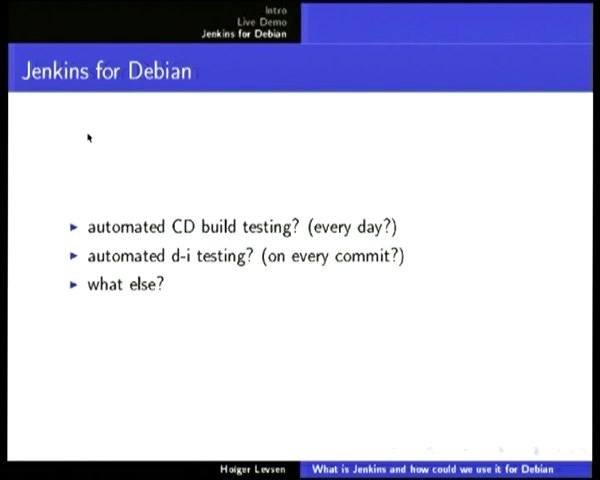 Intro
Live Demo
Jenkins for Debian
Jenkins for Debian
automated CD build testing? (every day?)
automated d-i testing? (on every commit?)
what else?
Holger Levsen
What is Jenkins and how could we use it for Debian